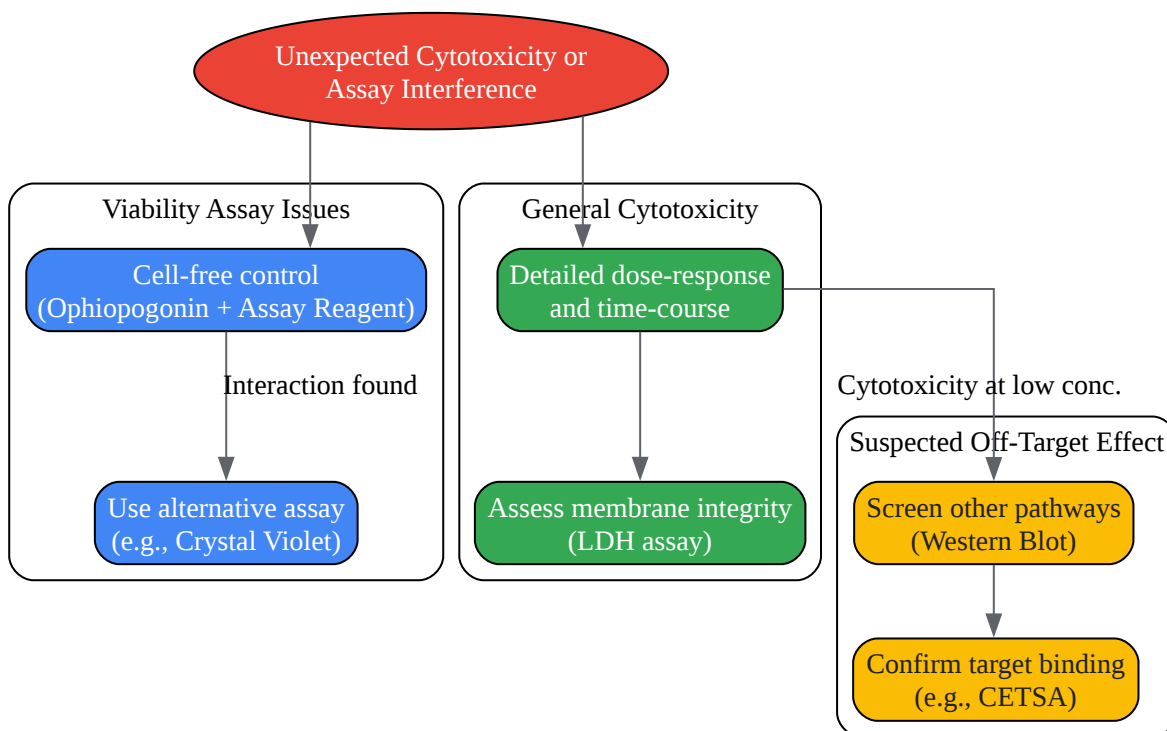 Unexpected Cytotoxicity or
Assay Interference
Viability Assay Issues
Cell-free control
(Ophiopogonin + Assay Reagent)
Interaction found
Use alternative assay
(e.g., Crystal Violet)
General Cytotoxicity
Detailed dose-response
and time-course
Assess membrane integrity
(LDH assay)
Cytotoxicity at low conc.
Suspected Off-Target Effect
Screen other pathways
(Western Blot)
Confirm target binding
(e.g., CETSA)